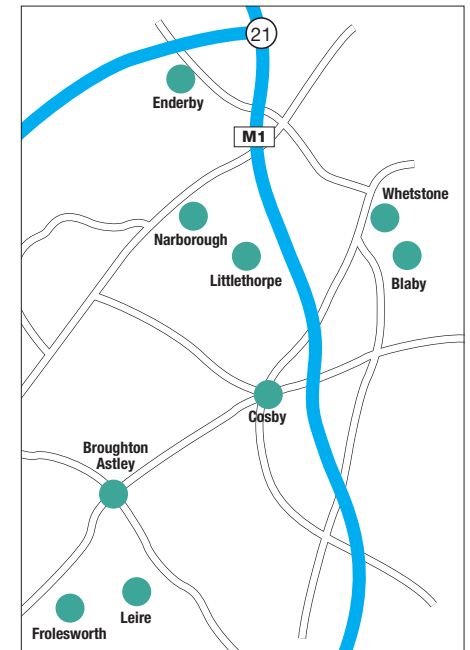 21
Enderby
M1
Whetstone
Narborough
Littlethorpe
Blaby
Cosby
Broughton
Astley
Leire
Frolesworth